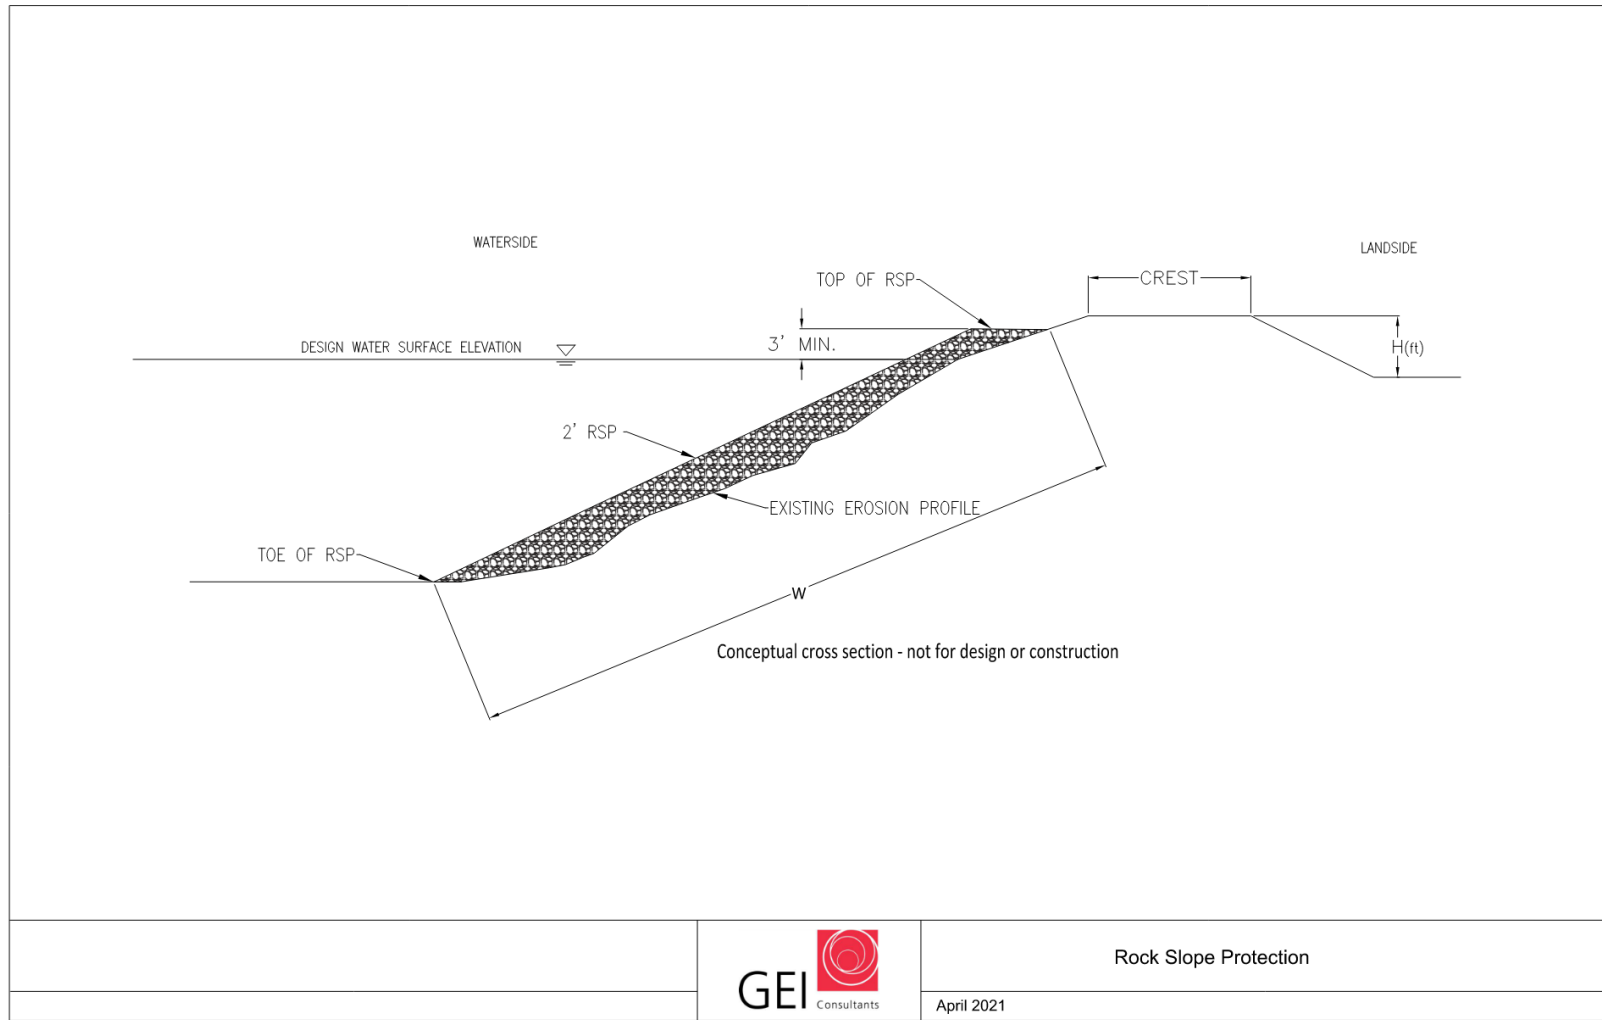 WATERSIDE
LANDSIDE
TOP OF RSP
CREST
DESIGN WATER SURFACE ELEVATION
3' MIN.
H(ft)
2' RSP
EXISTING EROSION PROFILE
TOE OF RSP
W
Conceptual cross section - not for design or construction
GEI Consultants
Rock Slope Protection
April 2021